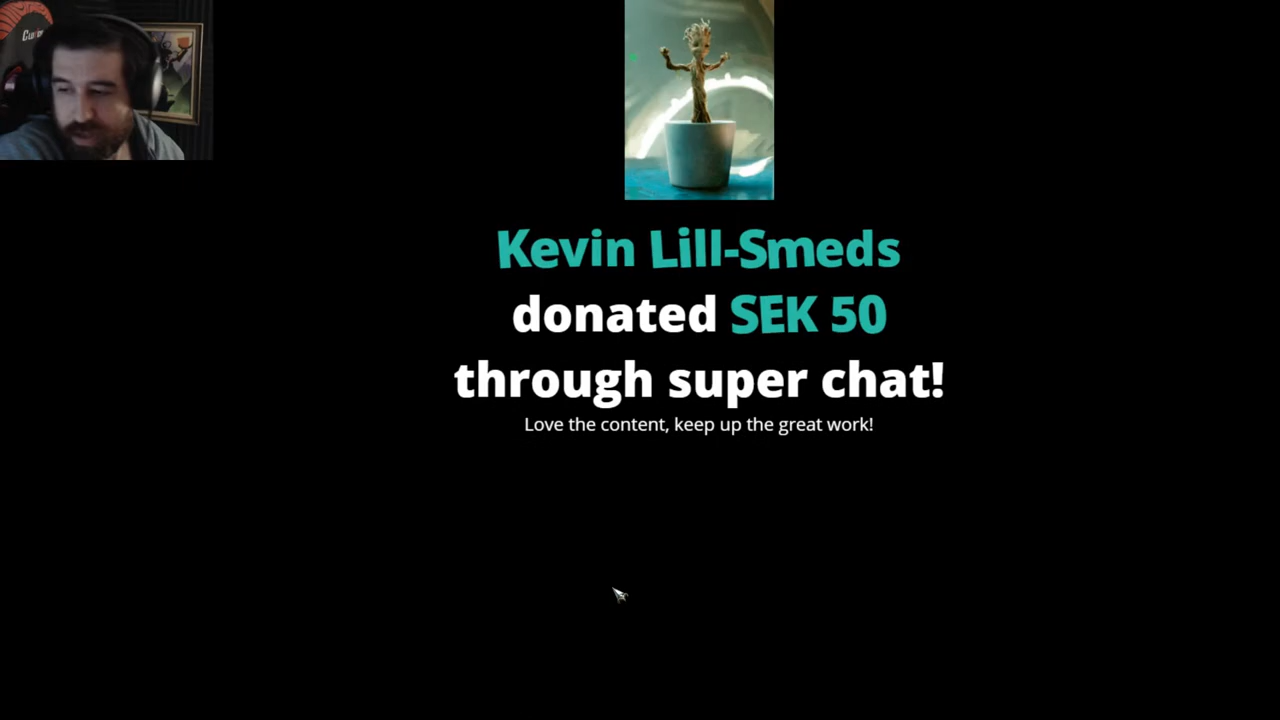 Kevin Lill-Smeds
donated SEK 50
through super chat!
Love the content, keep up the great work!